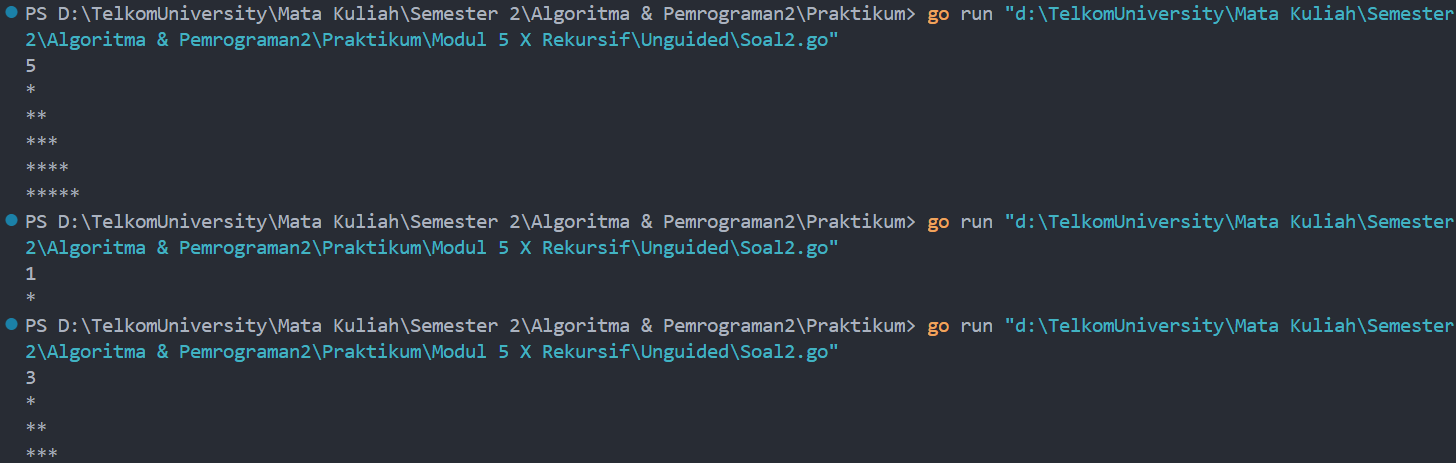 PS D:\TelkomUniversity\Mata Kuliah\Semester 2\Algoritma & Pemrograman2\Praktikum> go run "d:\TelkomUniversity\Mata Kuliah\Semester
2\Algoritma & Pemrograman2\Praktikum\Modul 5 X Rekursif\Unguided\Soal2.go"
5
*
**
***
****
*****
PS D:\TelkomUniversity\Mata Kuliah\Semester 2\Algoritma & Pemrograman2\Praktikum> go run "d:\TelkomUniversity\Mata Kuliah\Semester
2\Algoritma & Pemrograman2\Praktikum\Modul 5 X Rekursif\Unguided\Soal2.go"
1
*
PS D:\TelkomUniversity\Mata Kuliah\Semester 2\Algoritma & Pemrograman2\Praktikum> go run "d:\TelkomUniversity\Mata Kuliah\Semester
2\Algoritma & Pemrograman2\Praktikum\Modul 5 X Rekursif\Unguided\Soal2.go"
3
*
**
***